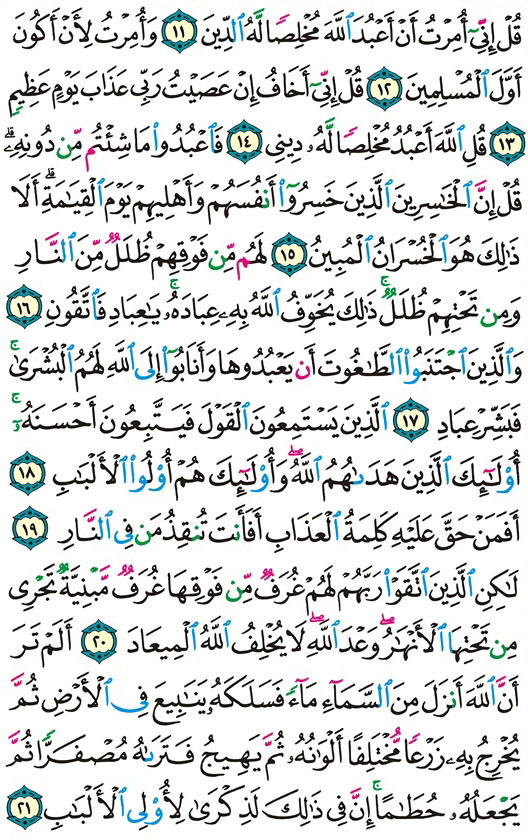 قُلۡ إِنِّيٓ أُمِرۡتُ أَنۡ أَعۡبُدَ ٱللَّهَ مُخۡلِصٗا لَّهُ ٱلدِّينَ ١١ وَأُمِرۡتُ لِأَنۡ أَكُونَ
أَوَّلَ ٱلۡمُسۡلِمِينَ ١٢ قُلۡ إِنِّيٓ أَخَافُ إِنۡ عَصَيۡتُ رَبِّي عَذَابَ يَوۡمٍ عَظِيمٖ
١٣ قُلِ ٱللَّهَ أَعۡبُدُ مُخۡلِصٗا لَّهُۥ دِينِي ١٤ فَٱعۡبُدُواْ مَا شِئۡتُم مِّن دُونِهِۦۗ
قُلۡ إِنَّ ٱلۡخَٰسِرِينَ ٱلَّذِينَ خَسِرُوٓاْ أَنفُسَهُمۡ وَأَهۡلِيهِمۡ يَوۡمَ ٱلۡقِيَٰمَةِۗ أَلَا
ذَٰلِكَ هُوَ ٱلۡخُسۡرَانُ ٱلۡمُبِينُ ١٥ لَهُم مِّن فَوۡقِهِمۡ ظُلَلٞ مِّنَ ٱلنَّارِ
وَمِن تَحۡتِهِمۡ ظُلَلٞۚ ذَٰلِكَ يُخَوِّفُ ٱللَّهُ بِهِۦ عِبَادَهُۥۚ يَٰعِبَادِ فَٱتَّقُونِ ١٦
وَٱلَّذِينَ ٱجۡتَنَبُواْ ٱلطَّٰغُوتَ أَن يَعۡبُدُوهَا وَأَنَابُوٓاْ إِلَى ٱللَّهِ لَهُمُ ٱلۡبُشۡرَىٰۚ
فَبَشِّرۡ عِبَادِ ١٧ ٱلَّذِينَ يَسۡتَمِعُونَ ٱلۡقَوۡلَ فَيَتَّبِعُونَ أَحۡسَنَهُۥٓۚ
أُوْلَٰٓئِكَ ٱلَّذِينَ هَدَىٰهُمُ ٱللَّهُۖ وَأُوْلَٰٓئِكَ هُمۡ أُوْلُواْ ٱلۡأَلۡبَٰبِ ١٨
أَفَمَنۡ حَقَّ عَلَيۡهِ كَلِمَةُ ٱلۡعَذَابِ أَفَأَنتَ تُنقِذُ مَن فِي ٱلنَّارِ ١٩
لَٰكِنِ ٱلَّذِينَ ٱتَّقَوۡاْ رَبَّهُمۡ لَهُمۡ غُرَفٞ مِّن فَوۡقِهَا غُرَفٞ مَّبۡنِيَّةٞ تَجۡرِي
مِن تَحۡتِهَا ٱلۡأَنۡهَٰرُۖ وَعۡدَ ٱللَّهِ لَا يُخۡلِفُ ٱللَّهُ ٱلۡمِيعَادَ ٢٠ أَلَمۡ تَرَ
أَنَّ ٱللَّهَ أَنزَلَ مِنَ ٱلسَّمَآءِ مَآءٗ فَسَلَكَهُۥ يَنَٰبِيعَ فِي ٱلۡأَرۡضِ ثُمَّ
يُخۡرِجُ بِهِۦ زَرۡعٗا مُّخۡتَلِفًا أَلۡوَٰنُهُۥ ثُمَّ يَهِيجُ فَتَرَىٰهُ مُصۡفَرّٗا ثُمَّ
يَجۡعَلُهُۥ حُطَٰمًاۚ إِنَّ فِي ذَٰلِكَ لَذِكۡرَىٰ لِأُوْلِي ٱلۡأَلۡبَٰبِ ٢١